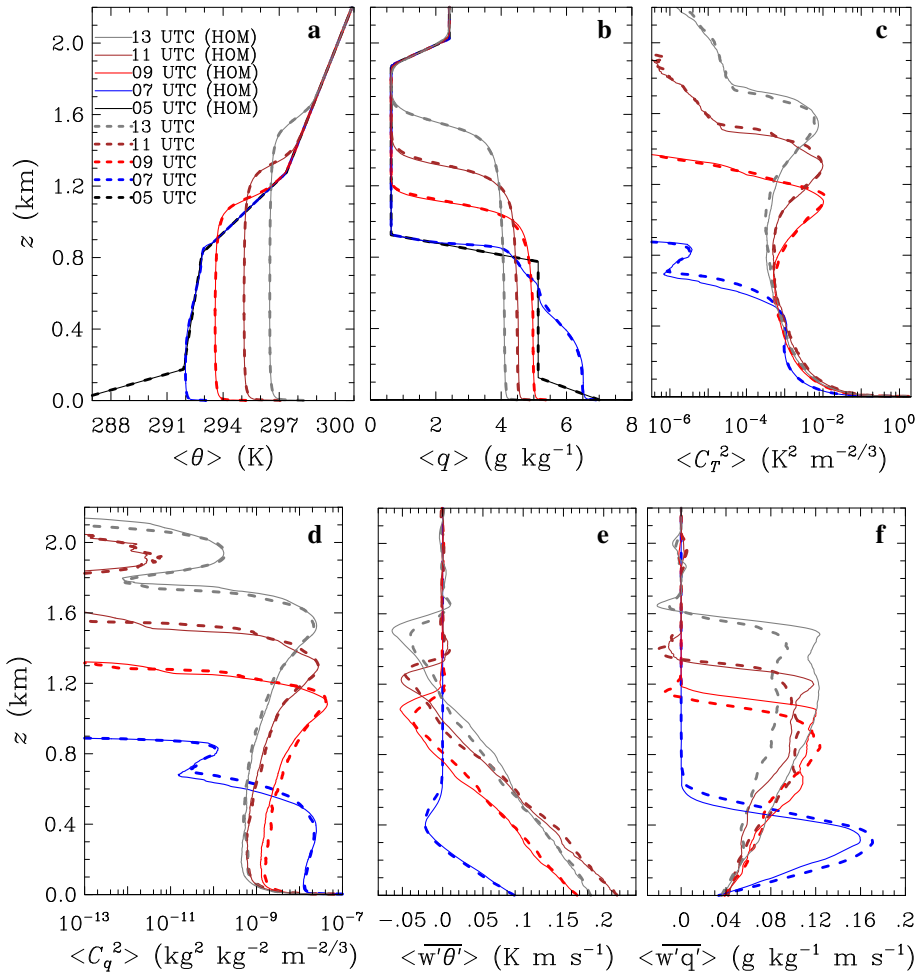 a
b
c
13 UTC (HOM)
11 UTC (HOM)
09 UTC (HOM)
07 UTC (HOM)
05 UTC (HOM)
13 UTC
11 UTC
09 UTC
07 UTC
05 UTC
z (km)
2.0
1.6
1.2
0.8
0.4
0.0
288 291 294 297 300
0 2 4 6 8
10⁻⁶ 10⁻⁴ 10⁻² 10⁰
<θ> (K)
<q> (g kg⁻¹)
<C_T²> (K² m⁻²/³)
d
e
f
z (km)
2.0
1.6
1.2
0.8
0.4
0.0
10⁻¹³ 10⁻¹¹ 10⁻⁹ 10⁻⁷
-.05 0 .05 .1 .15 .2
.0 .04 .08 .12 .16 .2
<C_q²> (kg² kg⁻² m⁻²/³)
<w'θ'> (K m s⁻¹)
<w'q'> (g kg⁻¹ m s⁻¹)